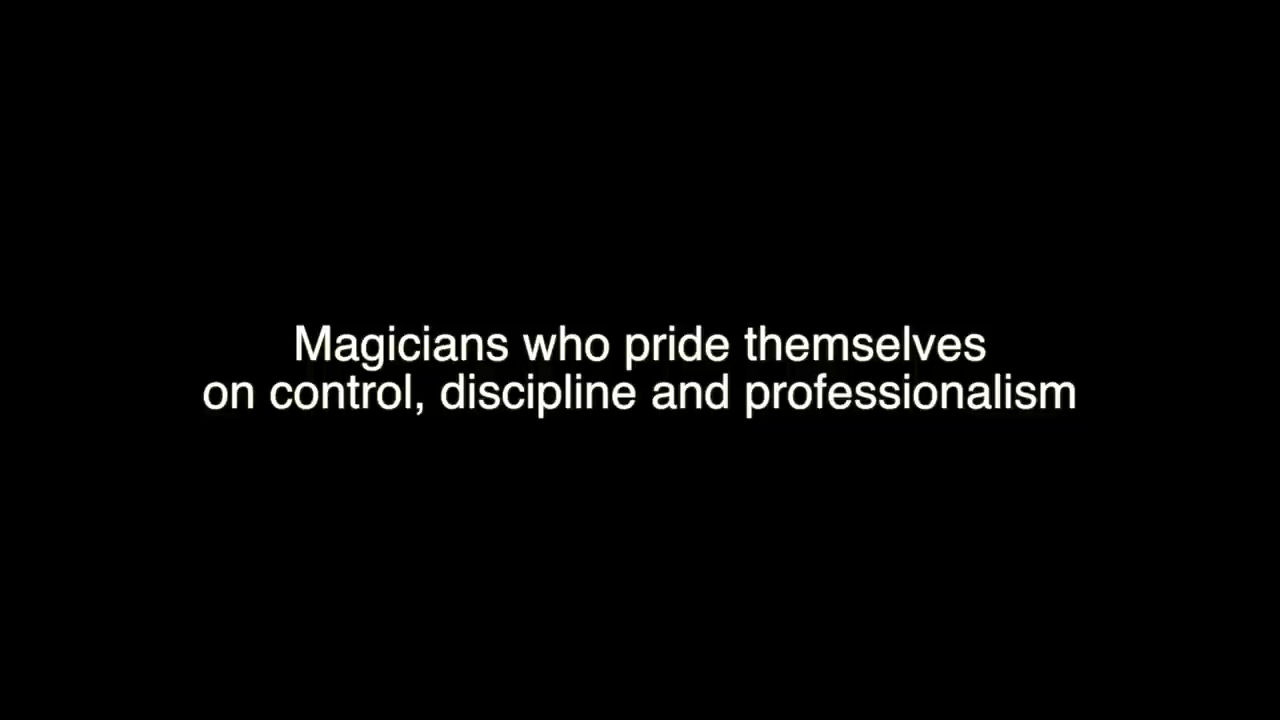 Magicians who pride themselves
on control, discipline and professionalism